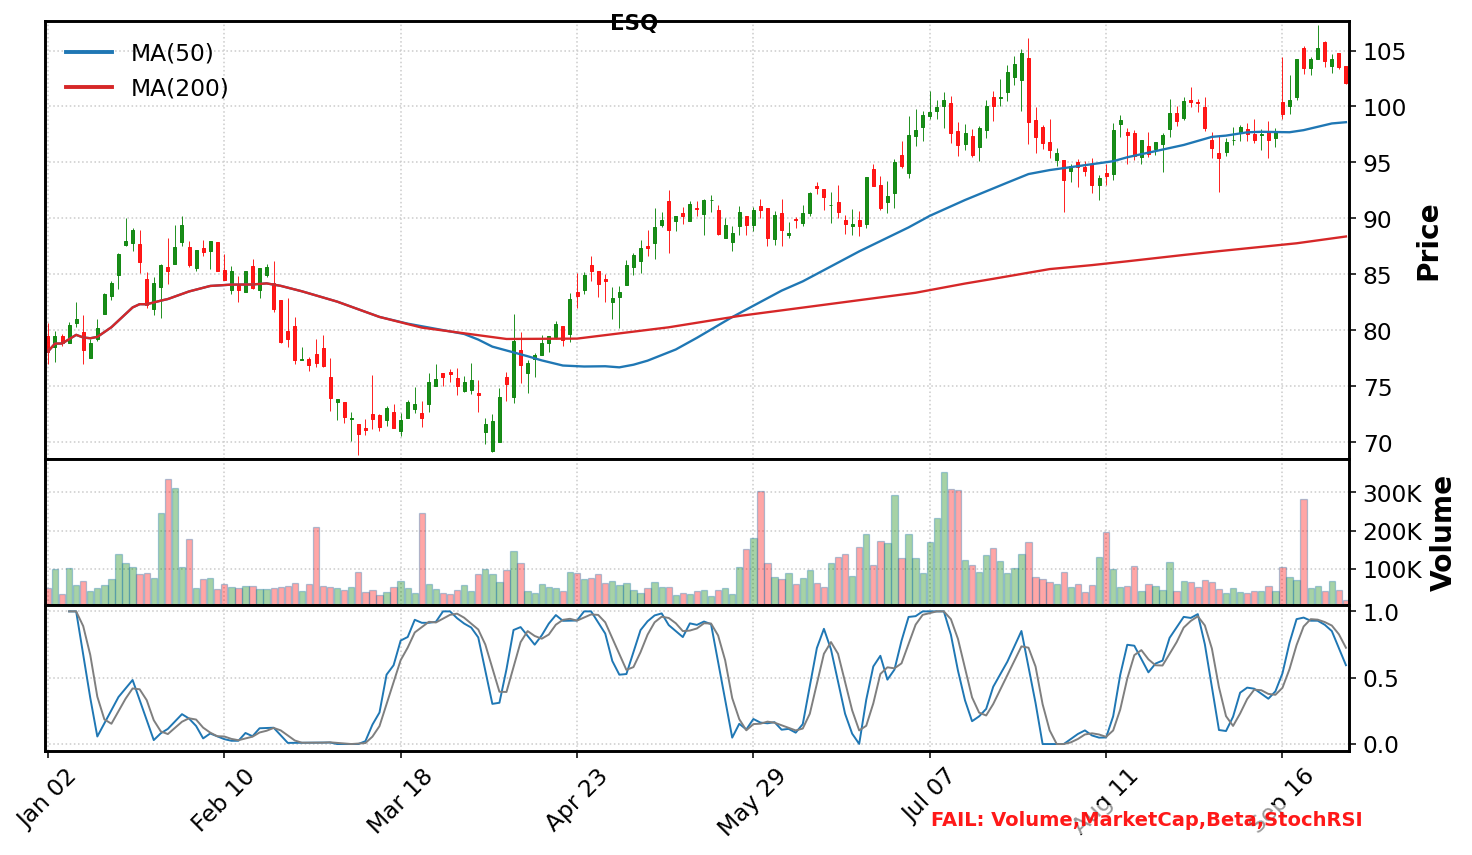 ESQ
MA(50)
MA(200)
105
100
95
90
85
80
75
70
Price
300K
200K
100K
Volume
1.0
0.5
0.0
Jan 02
Feb 10
Mar 18
Apr 23
May 29
Jul 07
Aug 11
Sep 16
FAIL: Volume,MarketCap,Beta,StochRSI